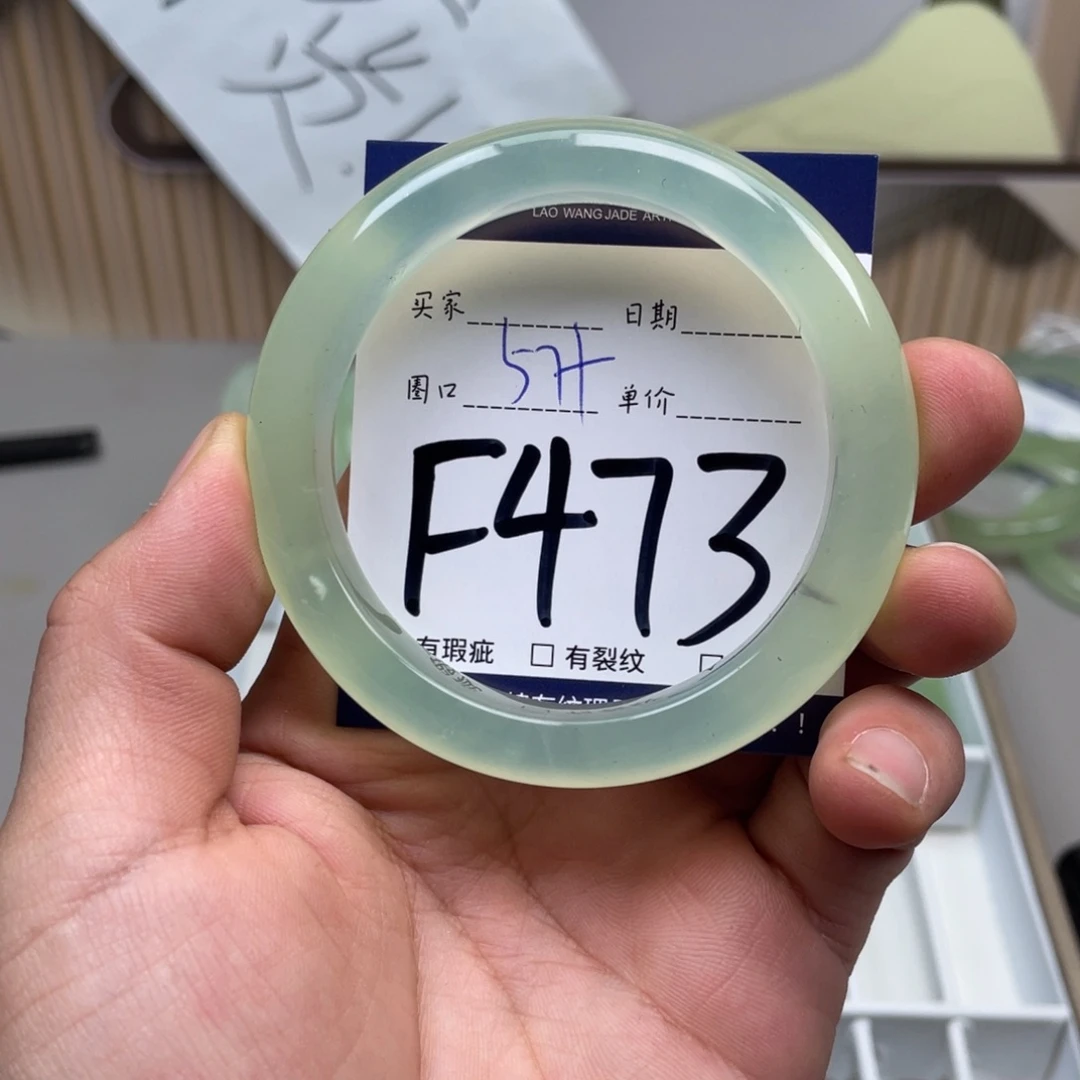 LAO WANG JADE
买家 日期
圈口 57+ 单价
F473
有瑕疵 □ 有裂纹 □